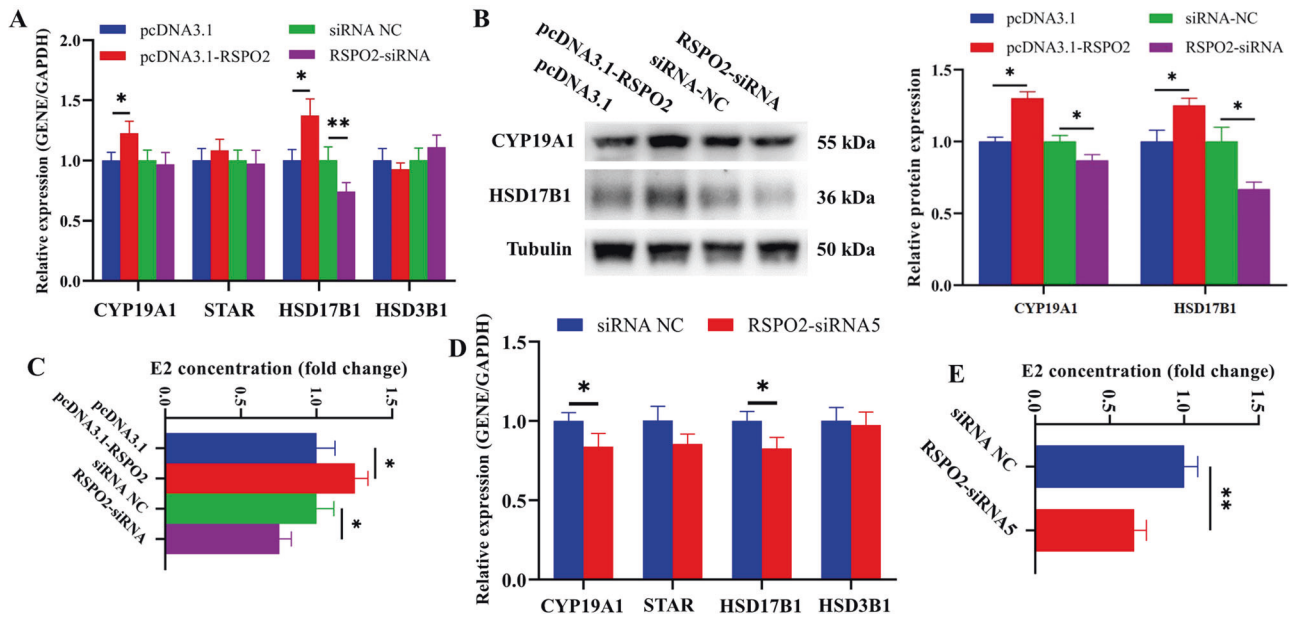 A
pcDNA3.1
siRNA NC
pcDNA3.1-RSPO2
RSPO2-siRNA
Relative expression (GENE/GAPDH)
2.0
1.5
1.0
0.5
0.0
*
*
**
CYP19A1 STAR HSD17B1 HSD3B1
B
pcDNA3.1
pcDNA3.1-RSPO2
siRNA-NC
RSPO2-siRNA
CYP19A1 55 kDa
HSD17B1 36 kDa
Tubulin 50 kDa
pcDNA3.1
siRNA-NC
pcDNA3.1-RSPO2
RSPO2-siRNA
Relative protein expression
1.5
1.0
0.5
0.0
*
*
*
*
CYP19A1 HSD17B1
C
E2 concentration (fold change)
0.0 0.5 1.0 1.5
pcDNA3.1
pcDNA3.1-RSPO2
siRNA NC
RSPO2-siRNA
*
*
D
siRNA NC
RSPO2-siRNA5
Relative expression (GENE/GAPDH)
1.5
1.0
0.5
0.0
*
*
CYP19A1 STAR HSD17B1 HSD3B1
E
E2 concentration (fold change)
0.0 0.5 1.0 1.5
siRNA NC
RSPO2-siRNA5
**